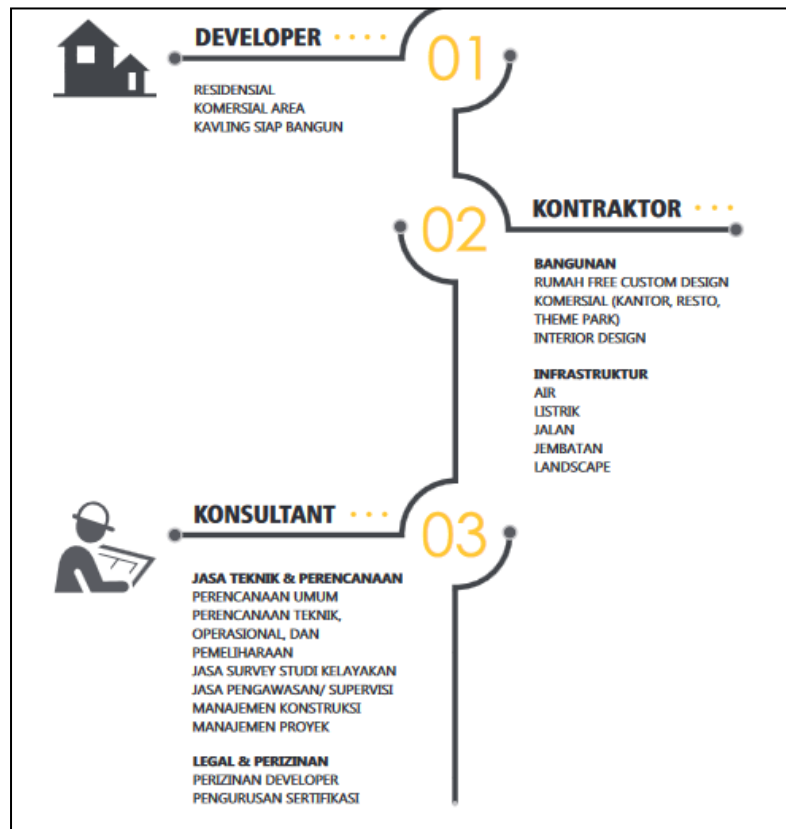 DEVELOPER
01
RESIDENSIAL
KOMERSIAL AREA
KAVLING SIAP BANGUN
02
KONTRAKTOR
BANGUNAN
RUMAH FREE CUSTOM DESIGN
KOMERSIAL (KANTOR, RESTO,
THEME PARK)
INTERIOR DESIGN
INFRASTRUKTUR
AIR
LISTRIK
JALAN
JEMBATAN
LANDSCAPE
KONSULTANT
03
JASA TEKNIK & PERENCANAAN
PERENCANAAN UMUM
PERENCANAAN TEKNIK,
OPERASIONAL, DAN
PEMELIHARAAN
JASA SURVEY STUDI KELAYAKAN
JASA PENGAWASAN/ SUPERVISI
MANAJEMEN KONSTRUKSI
MANAJEMEN PROYEK
LEGAL & PERIZINAN
PERIZINAN DEVELOPER
PENGURUSAN SERTIFIKASI